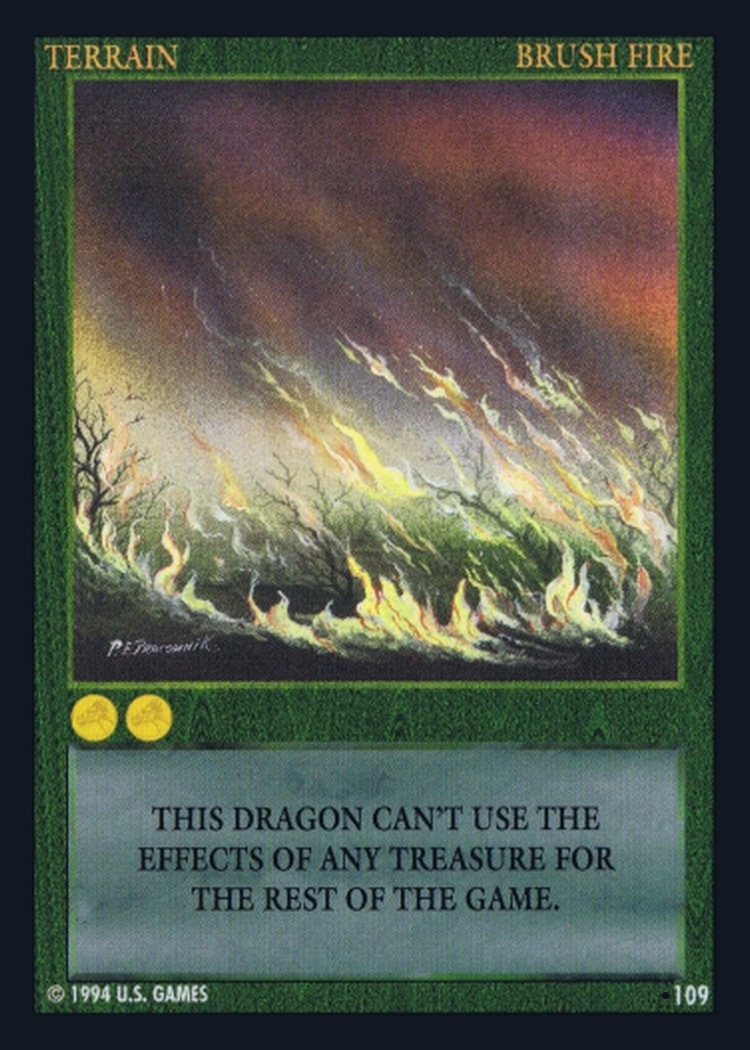 TERRAIN
BRUSH FIRE
THIS DRAGON CAN'T USE THE
EFFECTS OF ANY TREASURE FOR
THE REST OF THE GAME.
© 1994 U.S. GAMES
•109